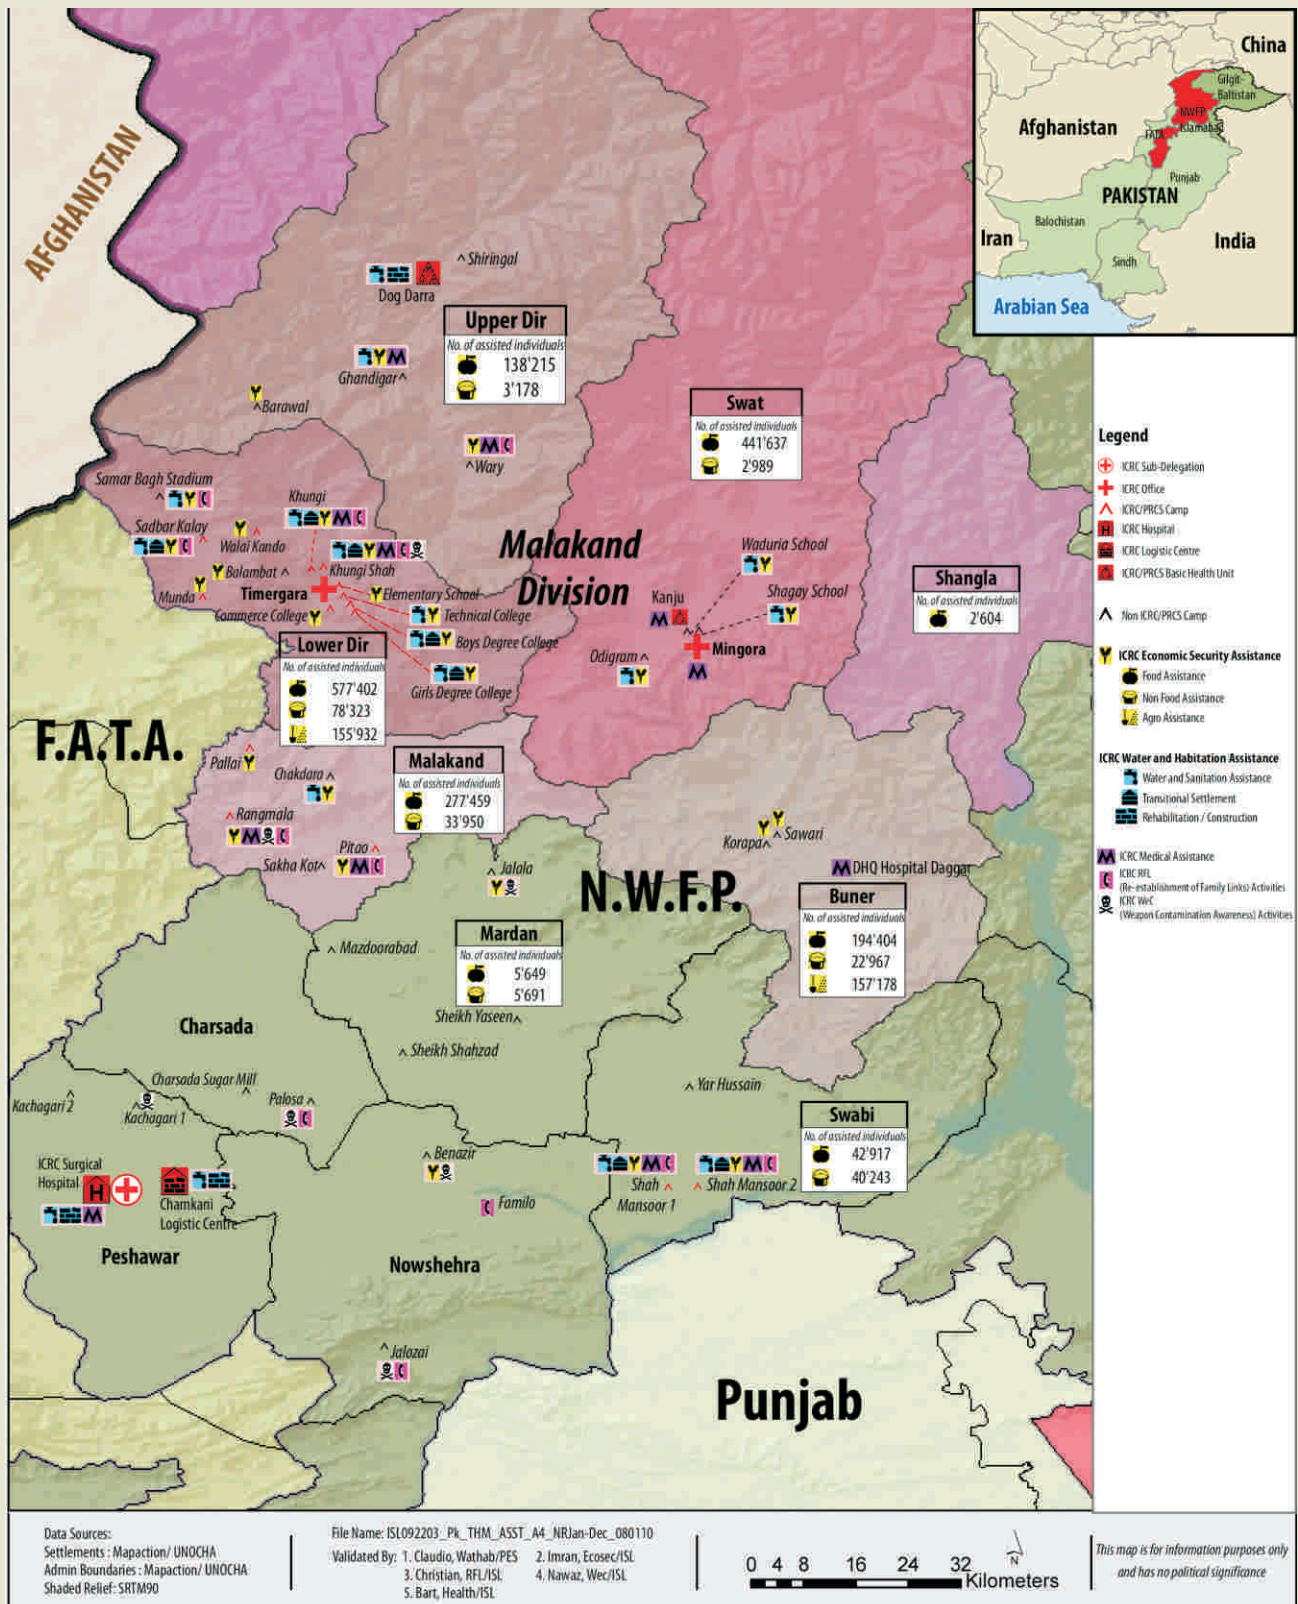 China
Gilgit-
Baltistan
NWFP
Afghanistan
Islamabad
FATA
Punjab
PAKISTAN
Balochistan
Iran
India
Sindh
Arabian Sea
AFGHANISTAN
Shiringal
Dog Darra
Upper Dir
No. of assisted individuals
138'215
3'178
Ghandigar
Barawal
Swat
No. of assisted individuals
441'637
2'989
Wary
Samar Bagh Stadium
Khungi
Sadbar Kalay
Walai Kando
Malakand
Division
Waduria School
Balambat
Khungi Shah
Munda
Timergara
Elementary School
Shangla
No. of assisted individuals
2'604
Kanju
Shagay School
Commerce College
Technical College
Boys Degree College
Mingora
Odigram
Lower Dir
No. of assisted individuals
577'402
78'323
155'932
Girls Degree College
F.A.T.A.
Pallai
Chakdara
Malakand
No. of assisted individuals
277'459
33'950
Rangmala
Pitao
Sakha Kot
Korapa
Sawari
Jalala
N.W.F.P.
DHQ Hospital Daggar
Buner
No. of assisted individuals
194'404
22'967
157'178
Mardan
No. of assisted individuals
5'649
5'691
Mazdoorabad
Sheikh Yaseen
Charsada
Sheikh Shahzad
Charsada Sugar Mill
Yar Hussain
Kachagari 2
Kachagari 1
Palosa
Swabi
No. of assisted individuals
42'917
40'243
Benazir
ICRC Surgical
Hospital
H
Chamkani
Logistic Centre
Shah
Mansoor 1
Shah Mansoor 2
Familo
Peshawar
Nowshehra
Jalozai
Punjab
Legend
ICRC Sub-Delegation
ICRC Office
ICRC/PRCS Camp
H ICRC Hospital
ICRC Logistic Centre
ICRC/PRCS Basic Health Unit
Non ICRC/PRCS Camp
ICRC Economic Security Assistance
Food Assistance
Non Food Assistance
Agro Assistance
ICRC Water and Habitation Assistance
Water and Sanitation Assistance
Transitional Settlement
Rehabilitation / Construction
ICRC Medical Assistance
ICRC RFL
(Re-establishment of Family Links) Activities
ICRC WeC
(Weapon Contamination Awareness) Activities
Data Sources:
Settlements : Mapaction/ UNOCHA
Admin Boundaries : Mapaction/ UNOCHA
Shaded Relief: SRTM90
File Name: ISL092203_Pk_THM_ASST_A4_NRJan-Dec_080110
Validated By: 1. Claudio, Wathab/PES 2. Imran, Ecosec/ISL
3. Christian, RFL/ISL 4. Nawaz, Wec/ISL
5. Bart, Health/ISL
N
0 4 8 16 24 32
Kilometers
This map is for information purposes only
and has no political significance